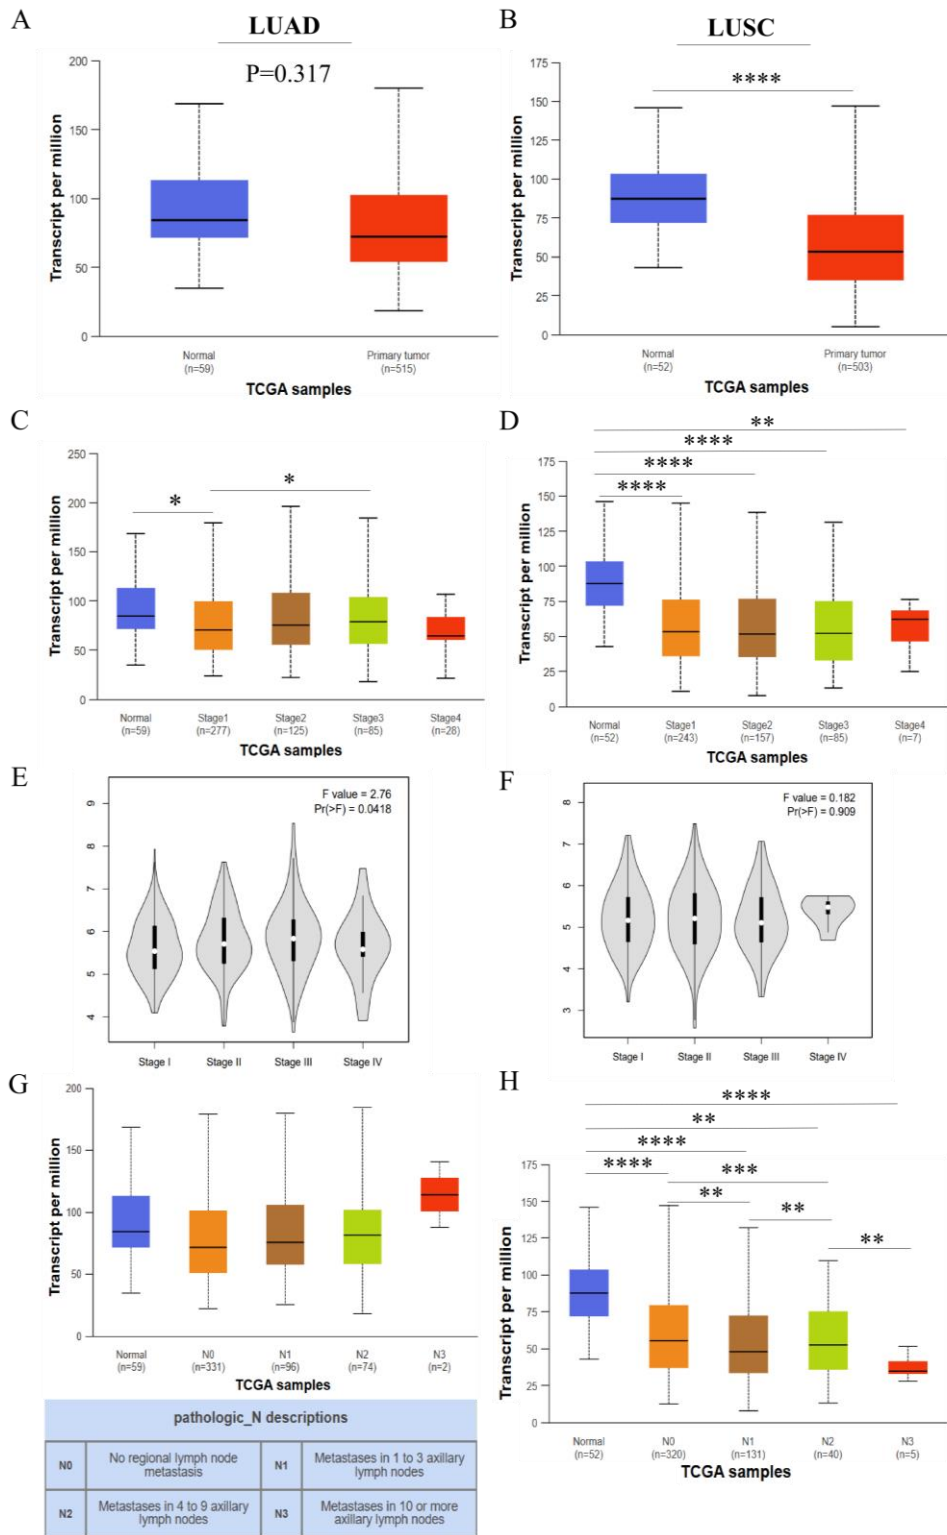 A
LUAD
P=0.317
Transcript per million
200
150
100
50
0
Normal
(n=59)
Primary tumor
(n=515)
TCGA samples
B
LUSC
****
Transcript per million
175
150
125
100
75
50
25
0
Normal
(n=52)
Primary tumor
(n=503)
TCGA samples
C
*
*
Transcript per million
250
200
150
100
50
0
Normal
(n=59)
Stage1
(n=277)
Stage2
(n=125)
Stage3
(n=85)
Stage4
(n=28)
TCGA samples
D
**
****
****
****
Transcript per million
175
150
125
100
75
50
25
0
Normal
(n=52)
Stage1
(n=243)
Stage2
(n=157)
Stage3
(n=85)
Stage4
(n=7)
TCGA samples
E
F value = 2.76
Pr(>F) = 0.0418
9
8
7
6
5
4
Stage I
Stage II
Stage III
Stage IV
F
F value = 0.182
Pr(>F) = 0.909
8
7
6
5
4
3
Stage I
Stage II
Stage III
Stage IV
G
Transcript per million
200
150
100
50
0
Normal
(n=59)
N0
(n=331)
N1
(n=96)
N2
(n=74)
N3
(n=2)
TCGA samples
H
****
**
****
****
***
**
**
**
Transcript per million
175
150
125
100
75
50
25
0
Normal
(n=52)
N0
(n=320)
N1
(n=131)
N2
(n=40)
N3
(n=5)
TCGA samples
pathologic_N descriptions
N0
No regional lymph node
metastasis
N1
Metastases in 1 to 3 axillary
lymph nodes
N2
Metastases in 4 to 9 axillary
lymph nodes
N3
Metastases in 10 or more
axillary lymph nodes